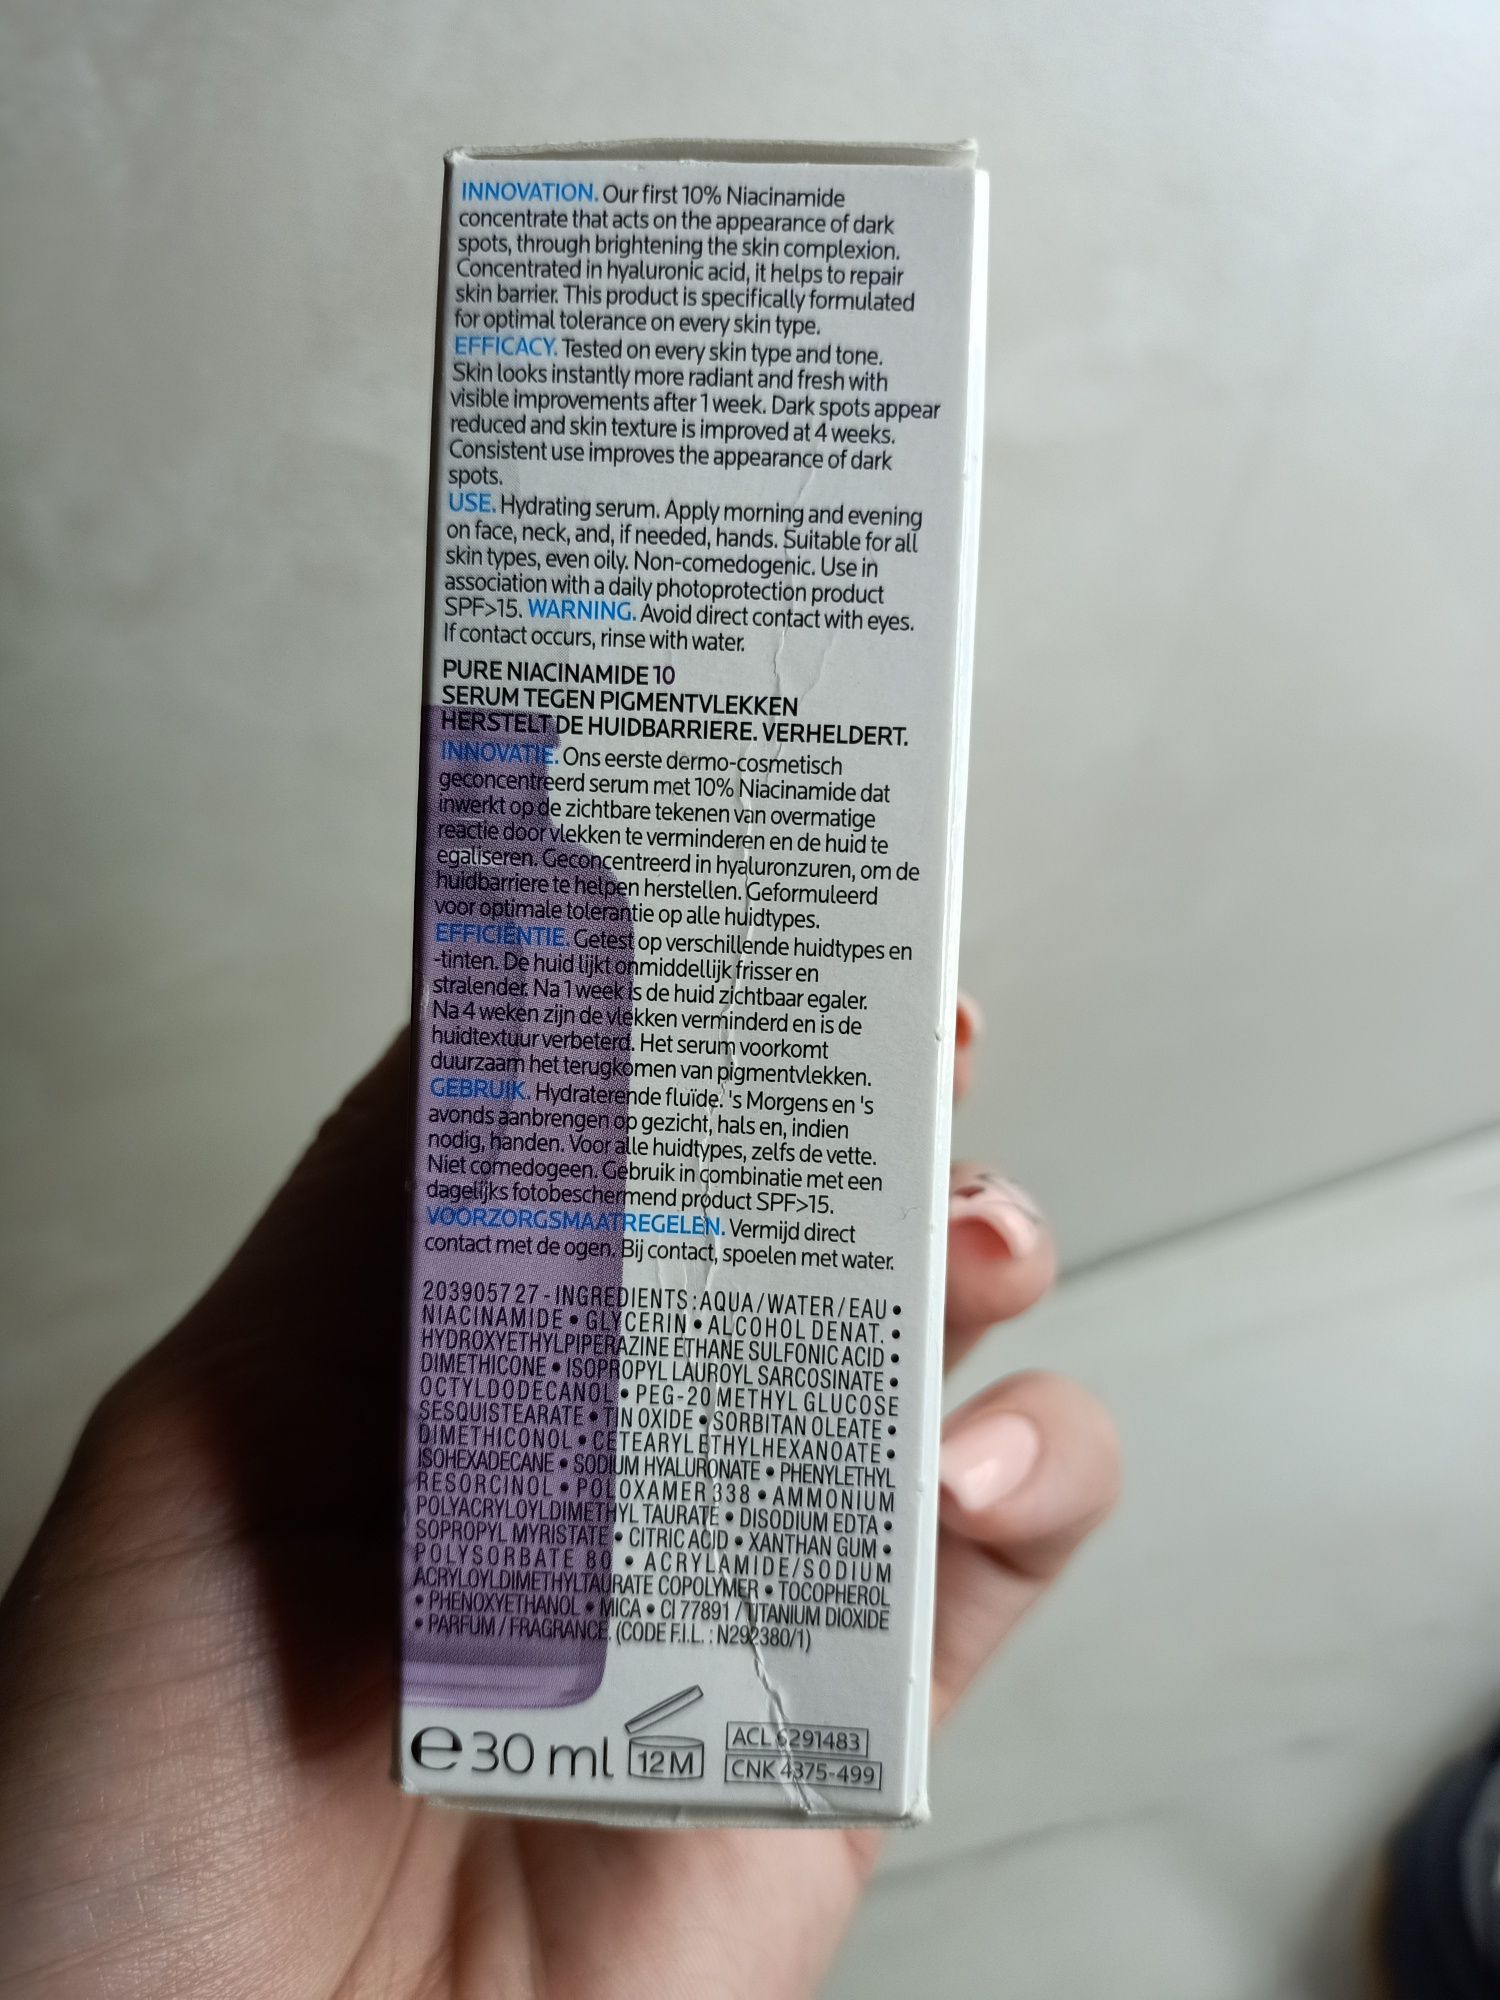 INNOVATION. Our first 10% Niacinamide
concentrate that acts on the appearance of dark
spots, through brightening the skin complexion.
Concentrated in hyaluronic acid, it helps to repair
skin barrier. This product is specifically formulated
for optimal tolerance on every skin type.
EFFICACY. Tested on every skin type and tone.
Skin looks instantly more radiant and fresh with
visible improvements after 1 week. Dark spots appear
reduced and skin texture is improved at 4 weeks.
Consistent use improves the appearance of dark
spots.
USE. Hydrating serum. Apply morning and evening
on face, neck, and, if needed, hands. Suitable for all
skin types, even oily. Non-comedogenic. Use in
association with a daily photoprotection product
SPF>15. WARNING. Avoid direct contact with eyes.
If contact occurs, rinse with water.
PURE NIACINAMIDE 10
SERUM TEGEN PIGMENTVLEKKEN
HERSTELT DE HUIDBARRIERE. VERHELDERT.
INNOVATIE. Ons eerste dermo-cosmetisch
geconcentreerd serum met 10% Niacinamide dat
inwerkt op de zichtbare tekenen van overmatige
reactie door vlekken te verminderen en de huid te
egaliseren. Geconcentreerd in hyaluronzuren, om de
huidbarriere te helpen herstellen. Geformuleerd
voor optimale tolerantie op alle huidtypes.
EFFICIËNTIE. Getest op verschillende huidtypes en
-tinten. De huid lijkt onmiddellijk frisser en
stralender. Na 1 week is de huid zichtbaar egaler.
Na 4 weken zijn de vlekken verminderd en is de
huidtextuur verbeterd. Het serum voorkomt
duurzaam het terugkomen van pigmentvlekken.
GEBRUIK. Hydraterende fluïde. 's Morgens en 's
avonds aanbrengen op gezicht, hals en, indien
nodig, handen. Voor alle huidtypes, zelfs de vette.
Niet comedogeen. Gebruik in combinatie met een
dagelijks fotobeschermend product SPF>15.
VOORZORGSMAATREGELEN. Vermijd direct
contact met de ogen. Bij contact, spoelen met water.
2039057 27 - INGREDIENTS : AQUA / WATER / EAU •
NIACINAMIDE • GLYCERIN • ALCOHOL DENAT. •
HYDROXYETHYLPIPERAZINE ETHANE SULFONIC ACID •
DIMETHICONE • ISOPROPYL LAUROYL SARCOSINATE •
OCTYLDODECANOL • PEG-20 METHYL GLUCOSE
SESQUISTEARATE • TIN OXIDE • SORBITAN OLEATE •
DIMETHICONOL • CETEARYL ETHYLHEXANOATE •
ISOHEXADECANE • SODIUM HYALURONATE • PHENYLETHYL
RESORCINOL • POLOXAMER 338 • AMMONIUM
POLYACRYLOYLDIMETHYL TAURATE • DISODIUM EDTA •
ISOPROPYL MYRISTATE • CITRIC ACID • XANTHAN GUM •
POLYSORBATE 80 • ACRYLAMIDE/SODIUM
ACRYLOYLDIMETHYLTAURATE COPOLYMER • TOCOPHEROL
• PHENOXYETHANOL • MICA • CI 77891 / TITANIUM DIOXIDE
• PARFUM / FRAGRANCE. (CODE F.I.L. : N292380/1)
e 30 ml 12 M
ACL 6291483
CNK 4375-499